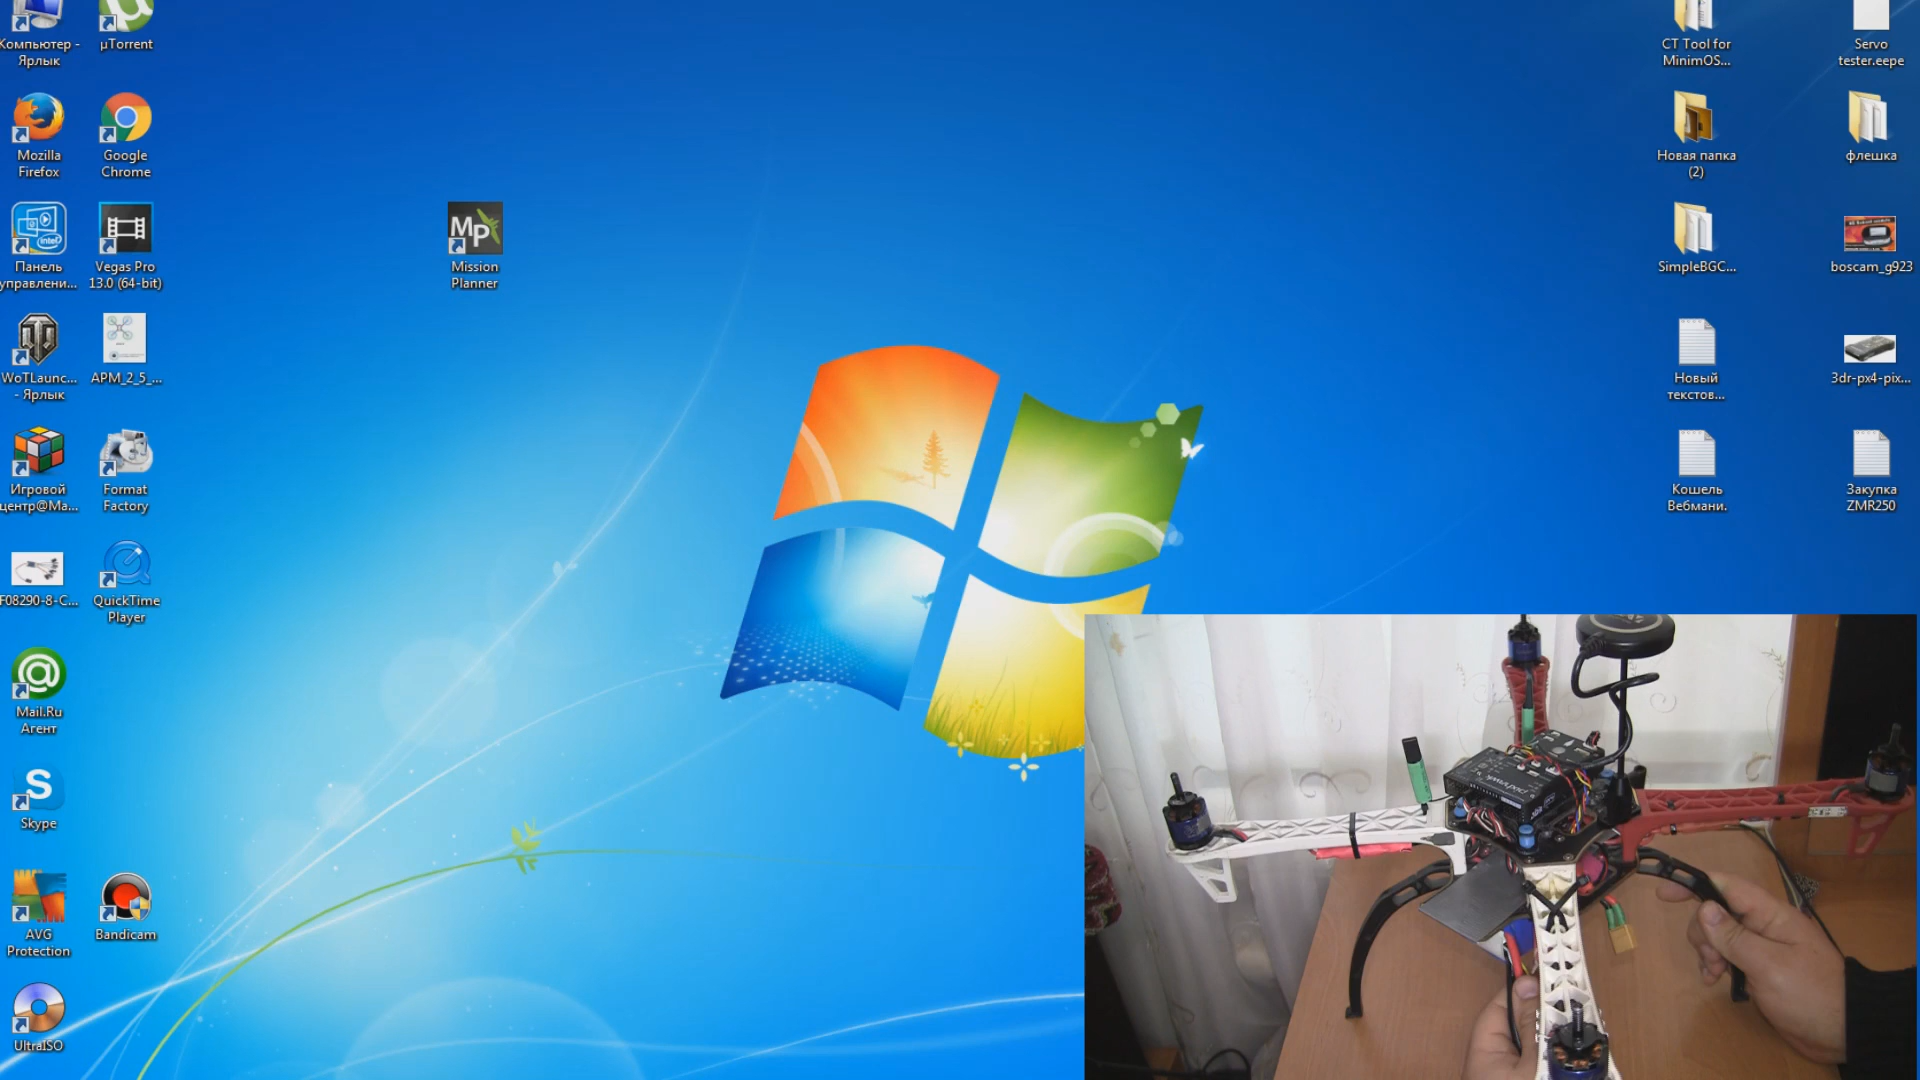 Компьютер -
Ярлык
µTorrent
CT Tool for
MinimOS...
Servo
tester.eepe
Mozilla
Firefox
Google
Chrome
Новая папка
(2)
флешка
intel
Панель
управлени...
Vegas Pro
13.0 (64-bit)
MP
Mission
Planner
SimpleBGC...
boscam_g923
WoTLaunc...
- Ярлык
APM_2_5_...
Новый
текстов...
3dr-px4-pix...
Игровой
центр@Ma...
Format
Factory
Кошель
Вебмани.
Закупка
ZMR250
F08290-8-C...
QuickTime
Player
Mail.Ru
Агент
Skype
AVG
Protection
Bandicam
UltraISO